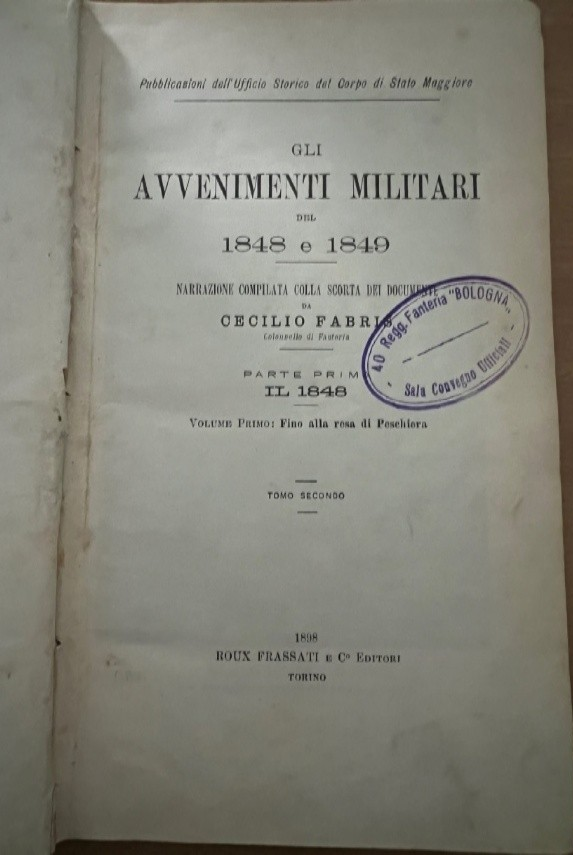 Pubblicazioni dell'Ufficio Storico del Corpo di Stato Maggiore
GLI
AVVENIMENTI MILITARI
DEL
1848 e 1849
NARRAZIONE COMPILATA COLLA SCORTA DEI DOCUMENTI
DA
CECILIO FABRIS
Colonnello di Fanteria
PARTE PRIM
IL 1848
VOLUME PRIMO: Fino alla resa di Peschiera
TOMO SECONDO
1898
ROUX FRASSATI E Cº EDITORI
TORINO
40 Regg. Fanteria "BOLOGNA"
Sala Convegno Ufficiali